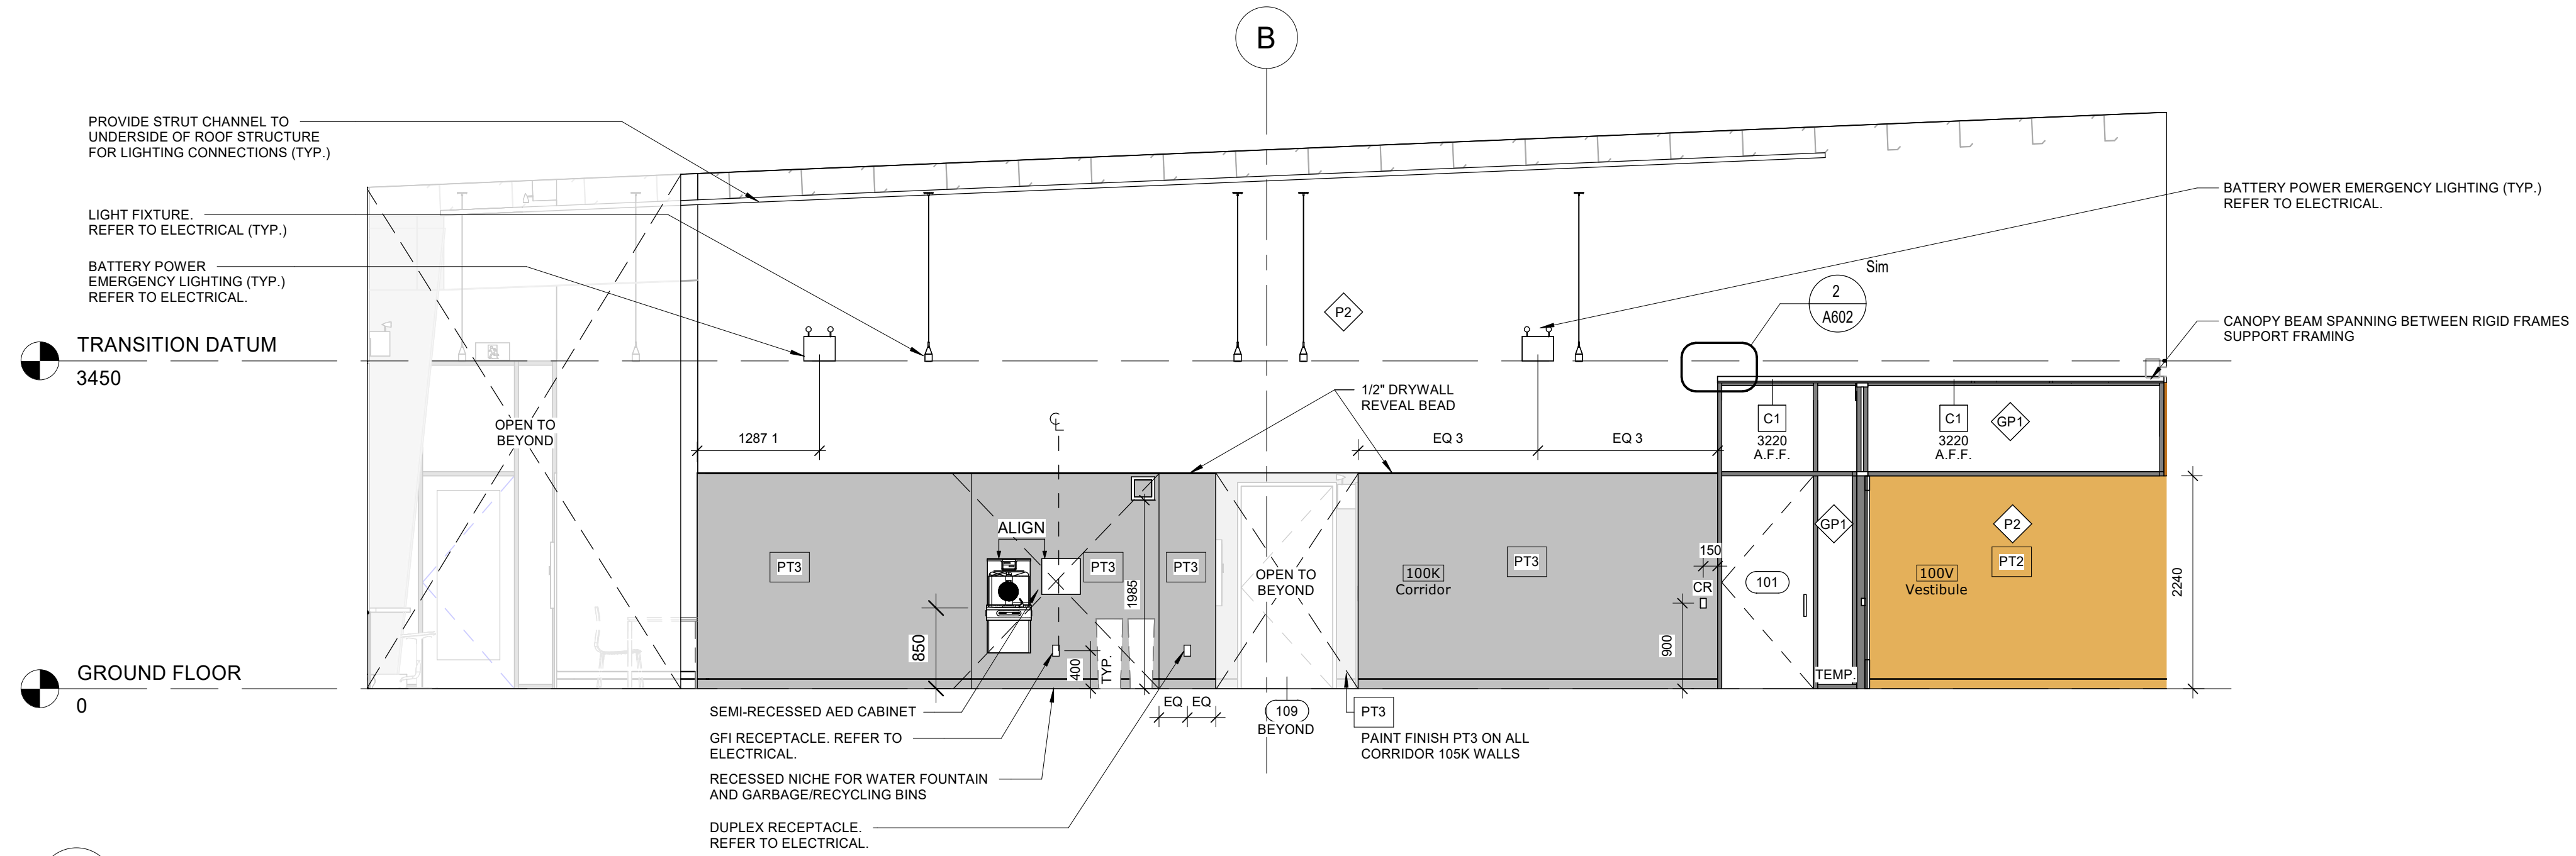 B
PROVIDE STRUT CHANNEL TO
UNDERSIDE OF ROOF STRUCTURE
FOR LIGHTING CONNECTIONS (TYP.)
LIGHT FIXTURE.
REFER TO ELECTRICAL (TYP.)
BATTERY POWER
EMERGENCY LIGHTING (TYP.)
REFER TO ELECTRICAL.
BATTERY POWER EMERGENCY LIGHTING (TYP.)
REFER TO ELECTRICAL.
Sim
2
A602
P2
CANOPY BEAM SPANNING BETWEEN RIGID FRAMES
SUPPORT FRAMING
TRANSITION DATUM
3450
OPEN TO
BEYOND
1/2" DRYWALL
REVEAL BEAD
1287 1
CL
EQ 3
EQ 3
C1
3220
A.F.F.
C1
3220
A.F.F.
GP1
ALIGN
PT3
PT3
PT3
OPEN TO
BEYOND
100K
Corridor
PT3
150
CR
101
GP1
P2
PT2
100V
Vestibule
2240
1985
850
400
TYP.
900
TEMP.
GROUND FLOOR
0
SEMI-RECESSED AED CABINET
GFI RECEPTACLE. REFER TO
ELECTRICAL.
RECESSED NICHE FOR WATER FOUNTAIN
AND GARBAGE/RECYCLING BINS
DUPLEX RECEPTACLE.
REFER TO ELECTRICAL.
EQ
EQ
109
BEYOND
PT3
PAINT FINISH PT3 ON ALL
CORRIDOR 105K WALLS